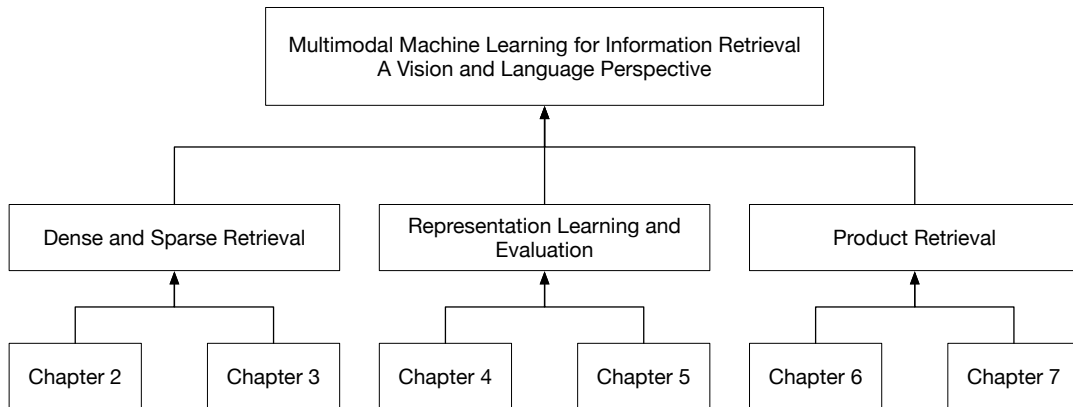 Multimodal Machine Learning for Information Retrieval
A Vision and Language Perspective
Dense and Sparse Retrieval
Representation Learning and
Evaluation
Product Retrieval
Chapter 2
Chapter 3
Chapter 4
Chapter 5
Chapter 6
Chapter 7